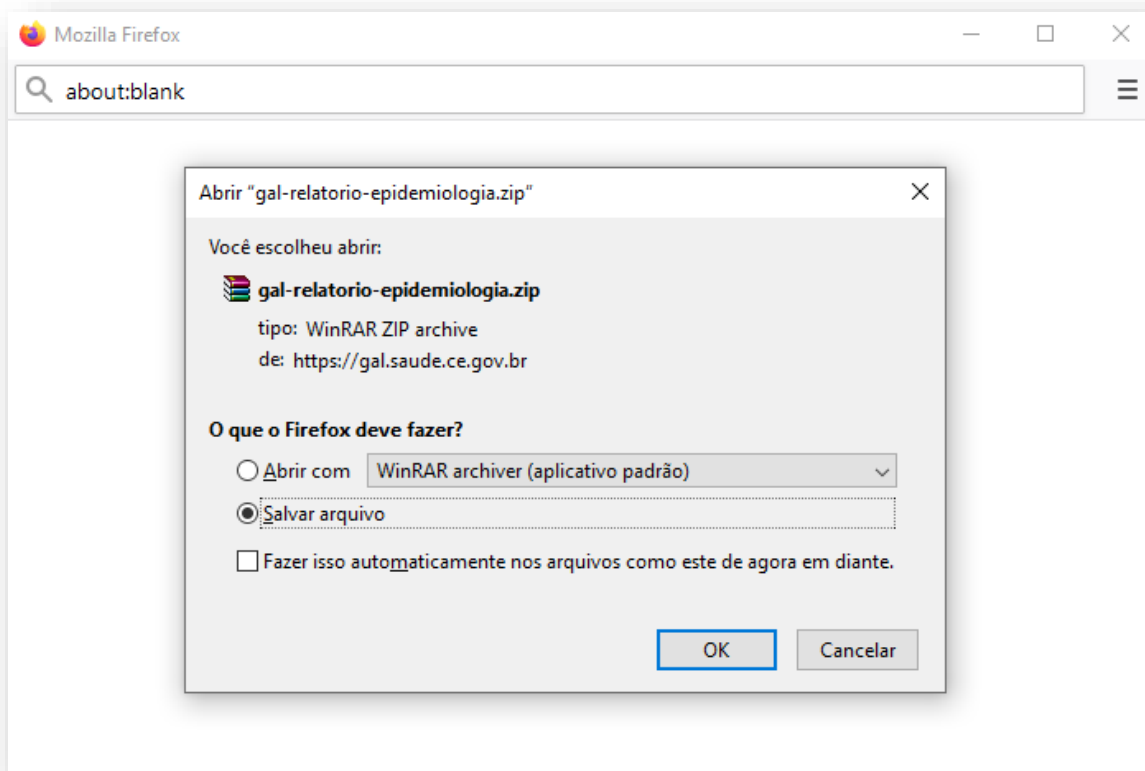 Mozilla Firefox
about:blank
Abrir "gal-relatorio-epidemiologia.zip"
Você escolheu abrir:
gal-relatorio-epidemiologia.zip
tipo: WinRAR ZIP archive
de: https://gal.saude.ce.gov.br
O que o Firefox deve fazer?
Abrir com WinRAR archiver (aplicativo padrão)
Salvar arquivo
Fazer isso automaticamente nos arquivos como este de agora em diante.
OK Cancelar